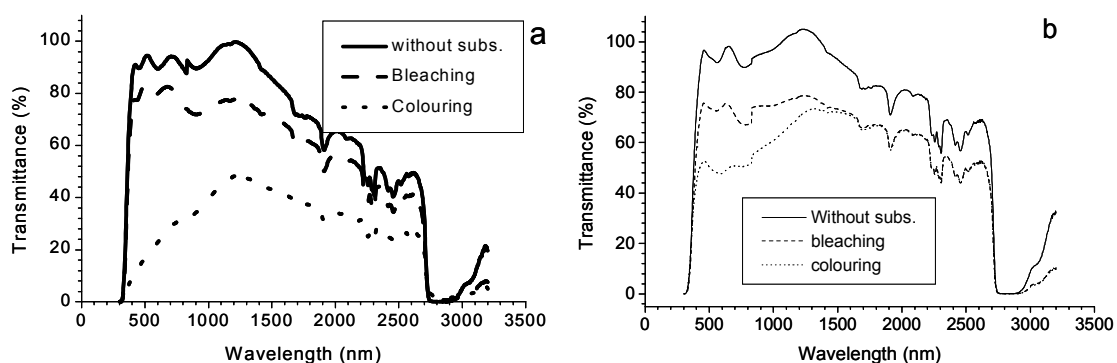 a
without subs.
Bleaching
Colouring
Transmittance (%)
100
80
60
40
20
0
0 500 1000 1500 2000 2500 3000 3500
Wavelength (nm)
b
Without subs.
bleaching
colouring
Transmittance (%)
100
80
60
40
20
0
0 500 1000 1500 2000 2500 3000 3500
Wavelength (nm)